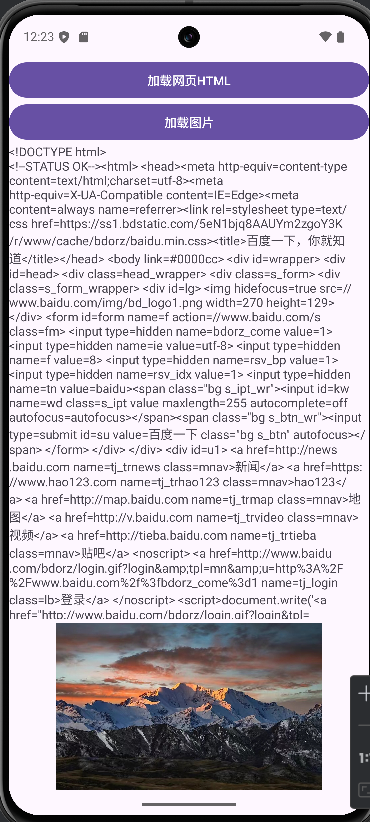 12:23
加载网页HTML
加载图片
<!DOCTYPE html>
<!--STATUS OK--><html> <head><meta http-equiv=content-type
content=text/html;charset=utf-8><meta
http-equiv=X-UA-Compatible content=IE=Edge><meta
content=always name=referrer><link rel=stylesheet type=text/
css href=https://ss1.bdstatic.com/5eN1bjq8AAUYm2zgoY3K
/r/www/cache/bdorz/baidu.min.css><title>百度一下，你就知
道</title></head> <body link=#0000cc> <div id=wrapper> <div
id=head> <div class=head_wrapper> <div class=s_form> <div
class=s_form_wrapper> <div id=lg> <img hidefocus=true src=//
www.baidu.com/img/bd_logo1.png width=270 height=129>
</div> <form id=form name=f action=//www.baidu.com/s
class=fm> <input type=hidden name=bdorz_come value=1>
<input type=hidden name=ie value=utf-8> <input type=hidden
name=f value=8> <input type=hidden name=rsv_bp value=1>
<input type=hidden name=rsv_idx value=1> <input type=hidden
name=tn value=baidu><span class="bg s_ipt_wr"><input id=kw
name=wd class=s_ipt value maxlength=255 autocomplete=off
autofocus=autofocus></span><span class="bg s_btn_wr"><input
type=submit id=su value=百度一下 class="bg s_btn" autofocus></
span> </form> </div> </div> <div id=u1> <a href=http://news
.baidu.com name=tj_trnews class=mnav>新闻</a> <a href=https:
//www.hao123.com name=tj_trhao123 class=mnav>hao123</
a> <a href=http://map.baidu.com name=tj_trmap class=mnav>地
图</a> <a href=http://v.baidu.com name=tj_trvideo class=mnav>
视频</a> <a href=http://tieba.baidu.com name=tj_trtieba
class=mnav>贴吧</a> <noscript> <a href=http://www.baidu
.com/bdorz/login.gif?login&amp;tpl=mn&amp;u=http%3A%2F
%2Fwww.baidu.com%2f%3fbdorz_come%3d1 name=tj_login
class=lb>登录</a> </noscript> <script>document.write('<a
href="http://www.baidu.com/bdorz/login.gif?login&tpl=